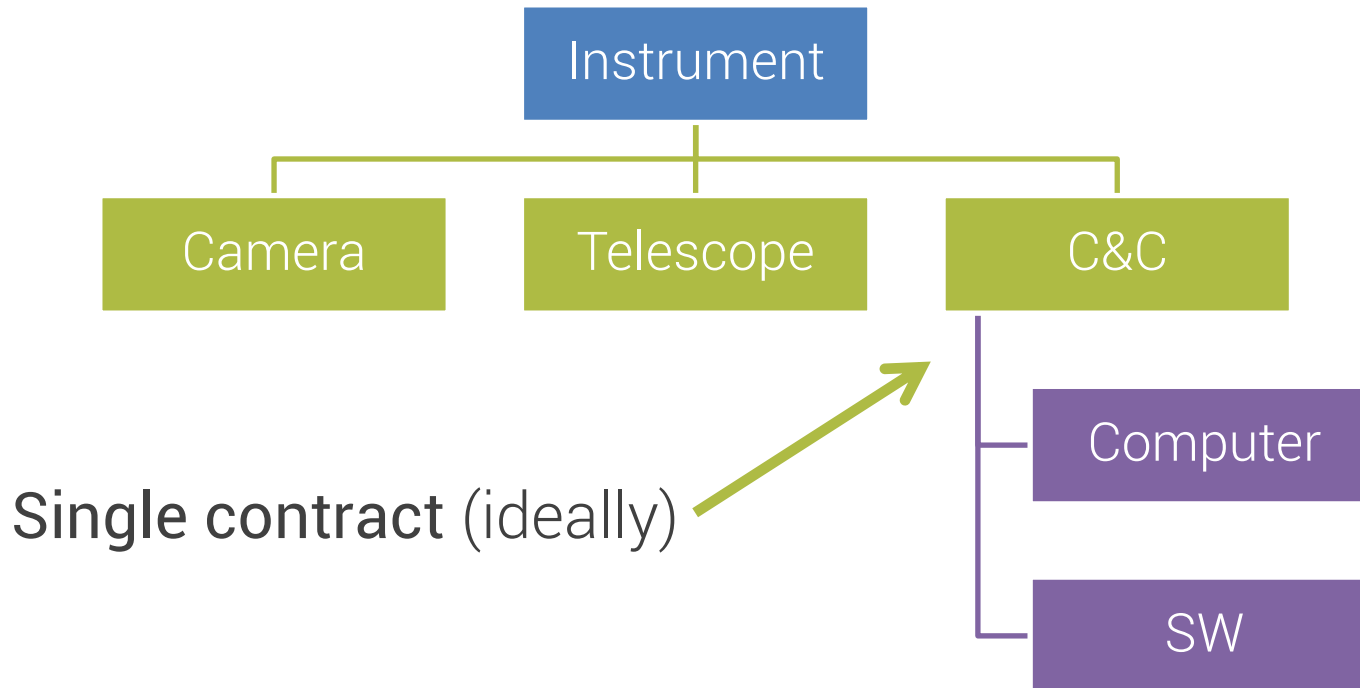 Instrument
Camera
Telescope
C&C
Computer
Single contract (ideally)
SW